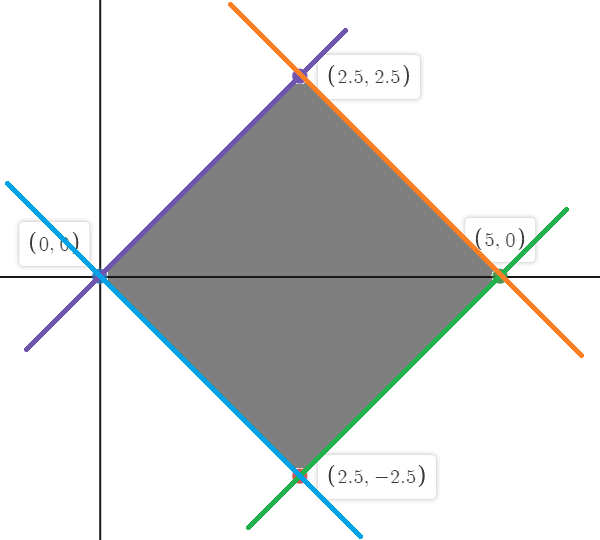 (2.5, 2.5)
(0, 0)
(5, 0)
(2.5, −2.5)